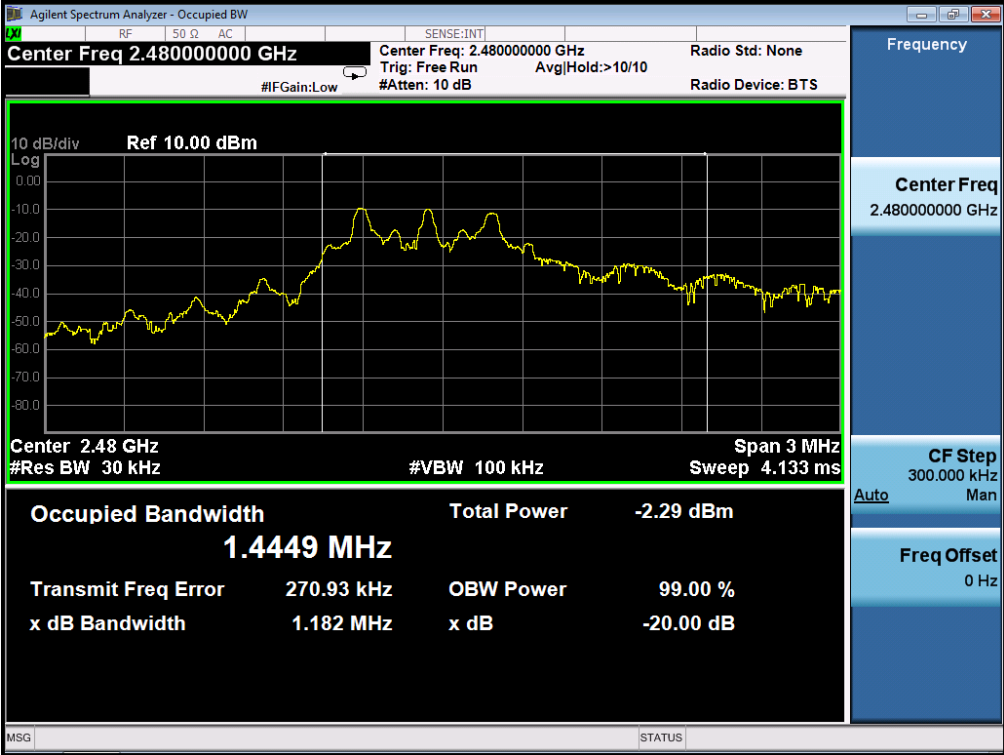 Agilent Spectrum Analyzer - Occupied BW
LXI RF 50 Ω AC SENSE:INT
Center Freq 2.480000000 GHz
Center Freq: 2.480000000 GHz Radio Std: None
Trig: Free Run Avg|Hold:>10/10
#IFGain:Low #Atten: 10 dB Radio Device: BTS
10 dB/div Ref 10.00 dBm
Log
0.00
-10.0
-20.0
-30.0
-40.0
-50.0
-60.0
-70.0
-80.0
Center 2.48 GHz Span 3 MHz
#Res BW 30 kHz #VBW 100 kHz Sweep 4.133 ms
Occupied Bandwidth Total Power -2.29 dBm
1.4449 MHz
Transmit Freq Error 270.93 kHz OBW Power 99.00 %
x dB Bandwidth 1.182 MHz x dB -20.00 dB
MSG STATUS
Frequency
Center Freq
2.480000000 GHz
CF Step
300.000 kHz
Auto Man
Freq Offset
0 Hz